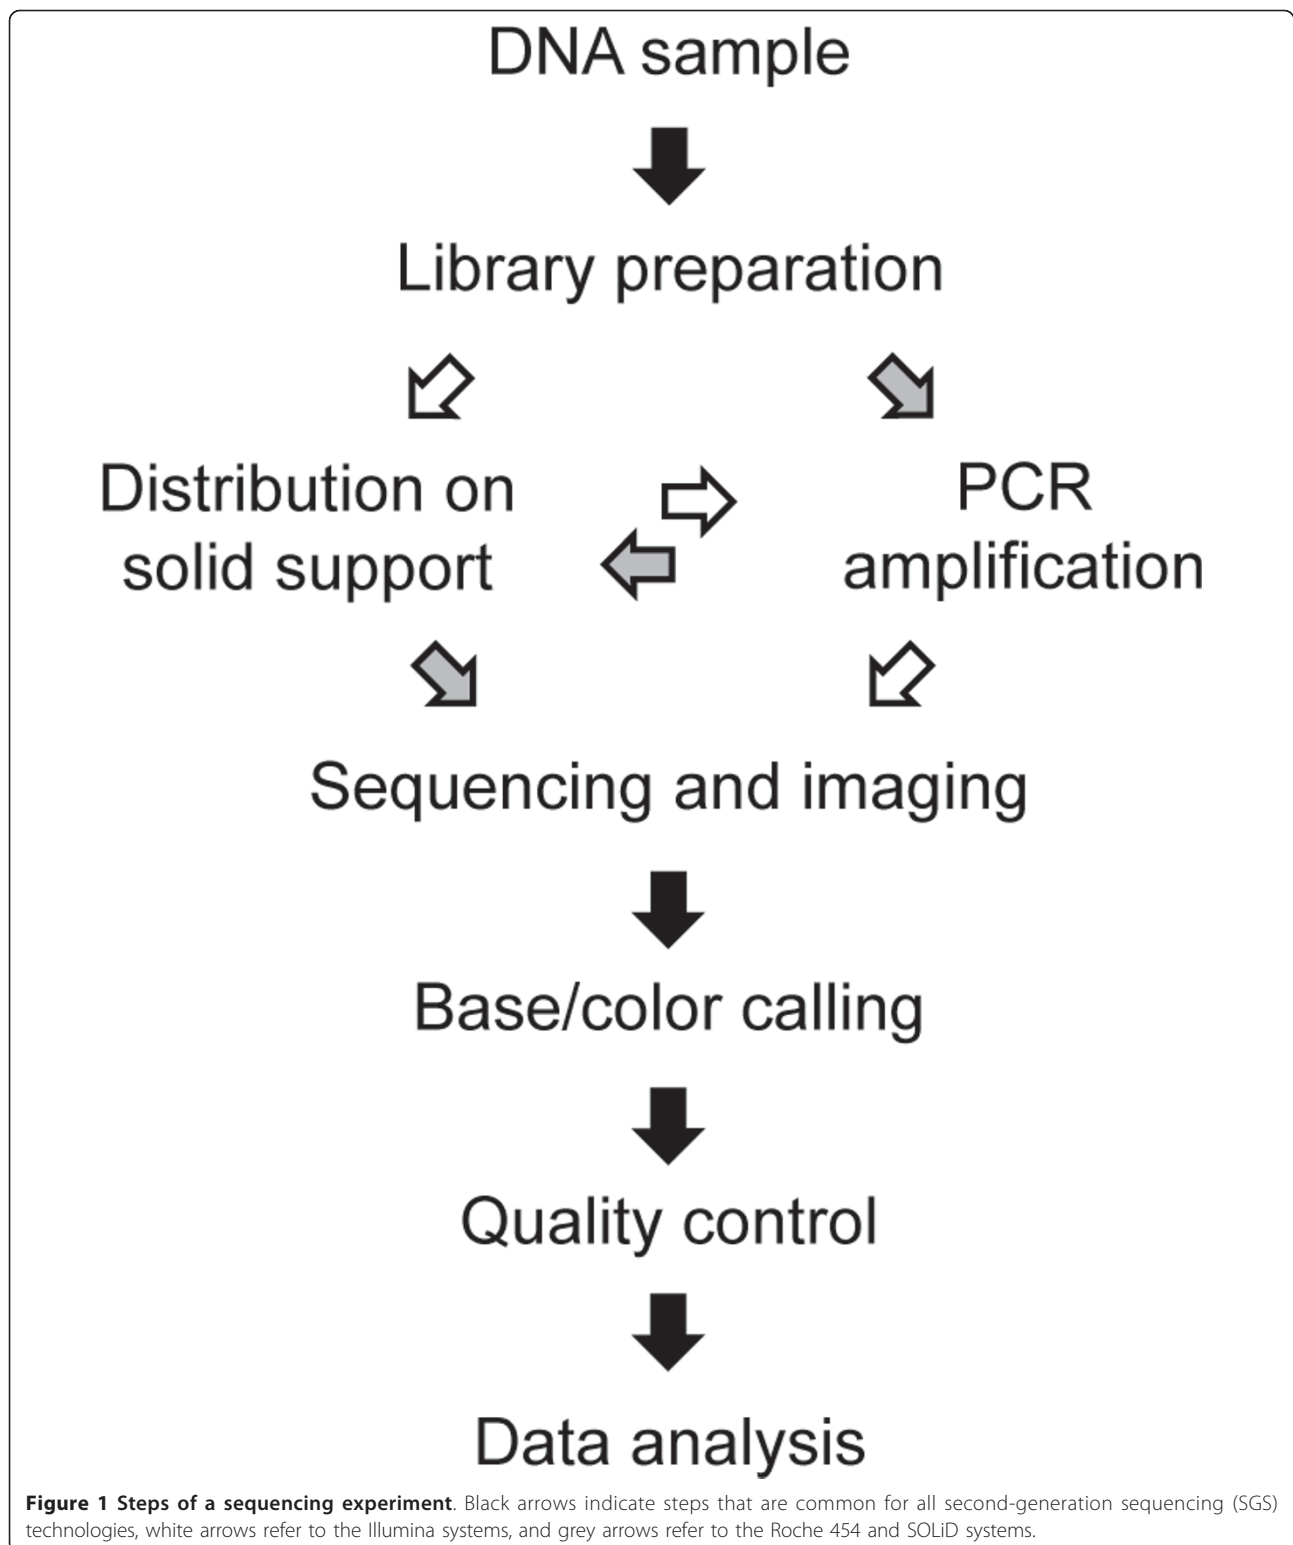 DNA sample
Library preparation
Distribution on
solid support
PCR
amplification
Sequencing and imaging
Base/color calling
Quality control
Data analysis
Figure 1 Steps of a sequencing experiment. Black arrows indicate steps that are common for all second-generation sequencing (SGS)
technologies, white arrows refer to the Illumina systems, and grey arrows refer to the Roche 454 and SOLiD systems.